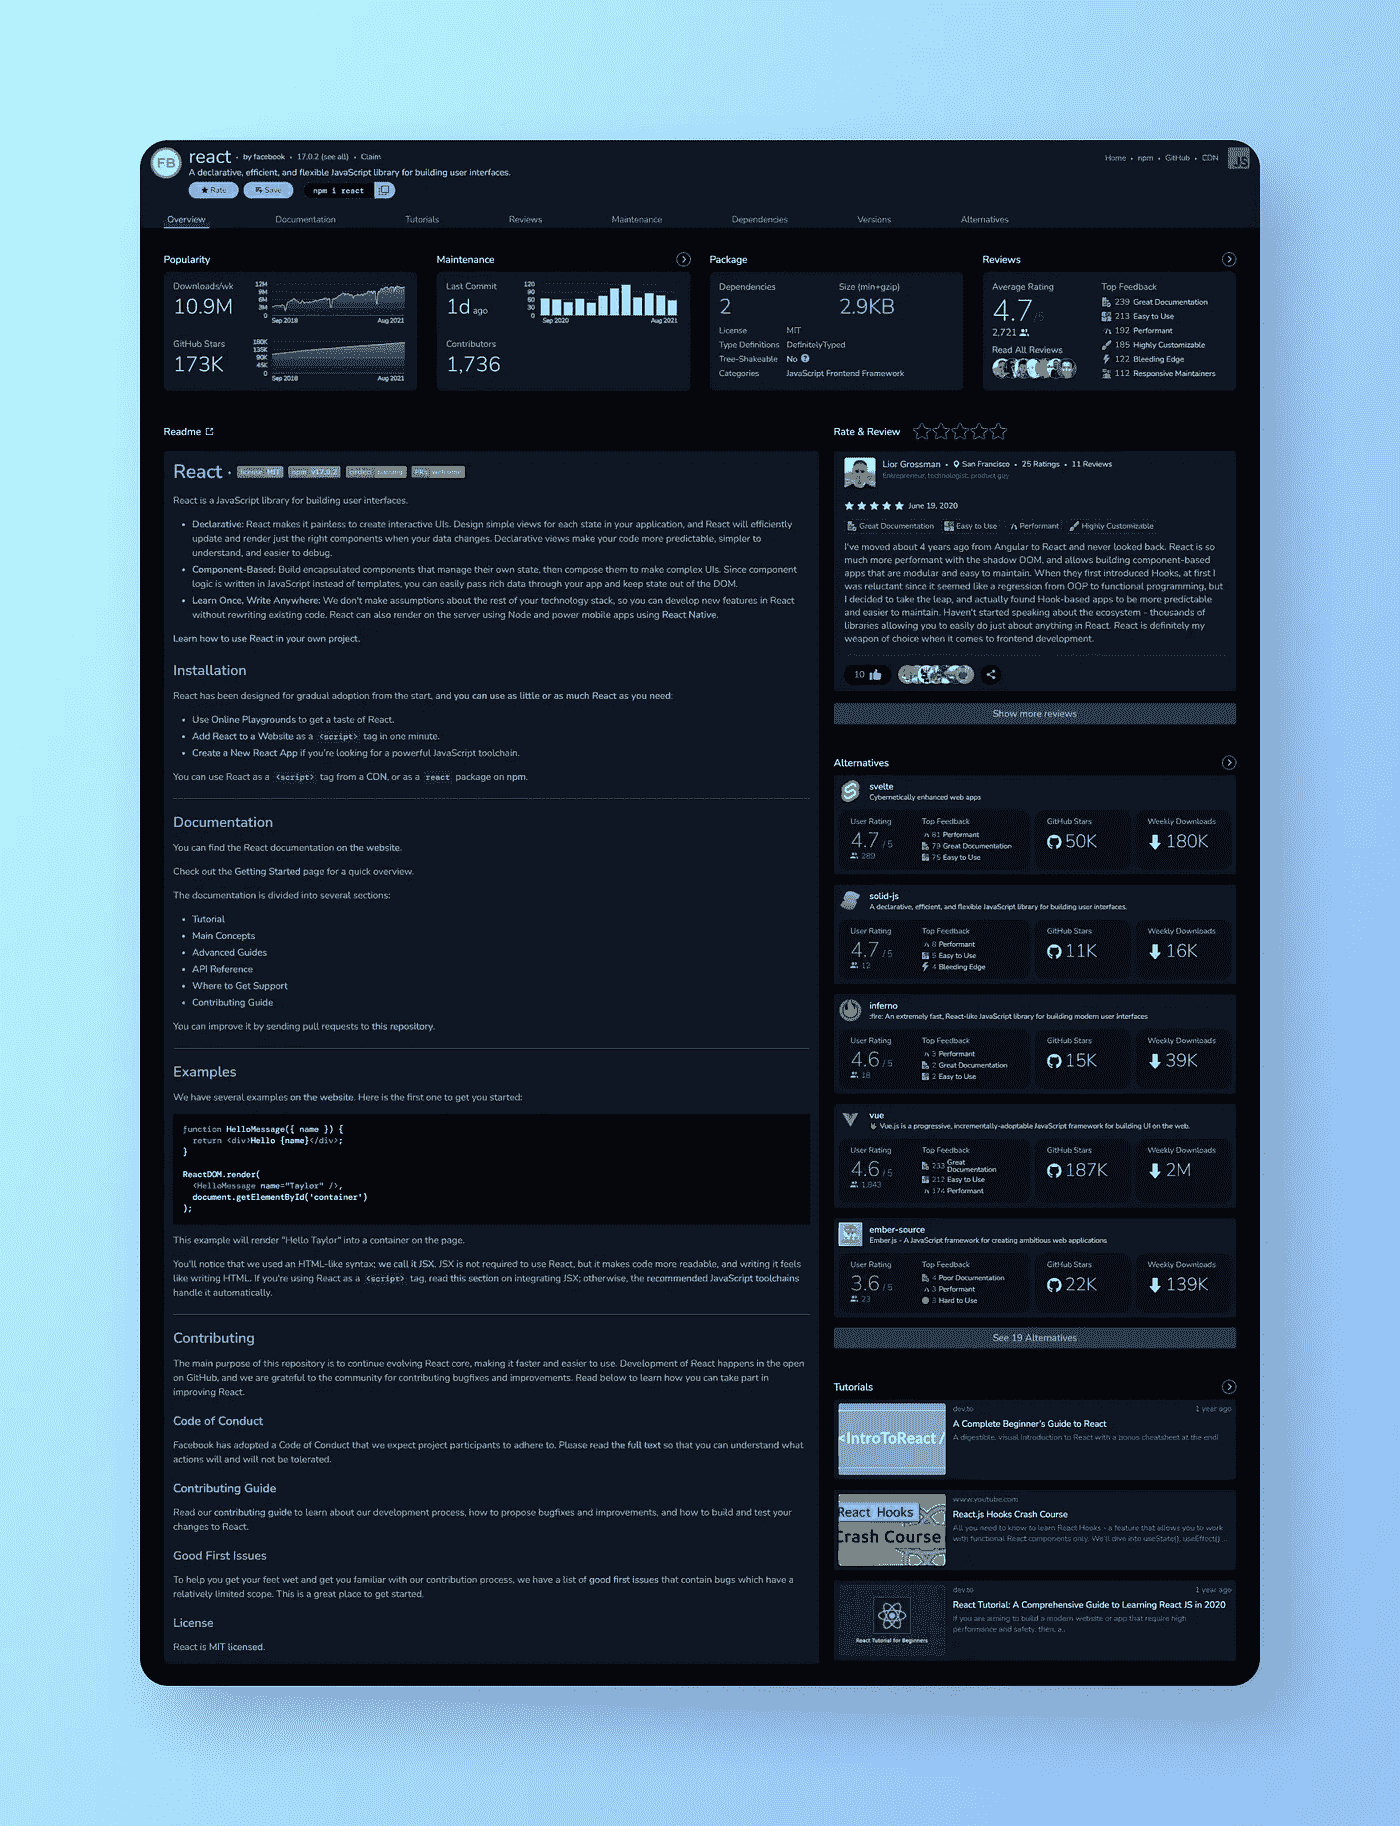 FB
react • by facebook • 17.0.2 (see all) • Claim
A declarative, efficient, and flexible JavaScript library for building user interfaces.
Rate
Save
npm i react
Home • npm • GitHub • CDN
JS
Overview
Documentation
Tutorials
Reviews
Maintenance
Dependencies
Versions
Alternatives
Popularity
Downloads/wk
10.9M
12M
9M
6M
3M
0
Sep 2018
Aug 2021
GitHub Stars
173K
180K
135K
90K
45K
0
Sep 2018
Aug 2021
Maintenance
Last Commit
1d ago
120
90
60
30
0
Sep 2020
Aug 2021
Contributors
1,736
Package
Dependencies
2
Size (min+gzip)
2.9KB
License MIT
Type Definitions DefinitelyTyped
Tree-Shakeable No
Categories JavaScript Frontend Framework
Reviews
Average Rating
4.7 /5
2,721
Read All Reviews
Top Feedback
239 Great Documentation
213 Easy to Use
192 Performant
185 Highly Customizable
122 Bleeding Edge
112 Responsive Maintainers
Readme
React •
license MIT
npm v17.0.2
PRs welcome
React is a JavaScript library for building user interfaces.
• Declarative: React makes it painless to create interactive UIs. Design simple views for each state in your application, and React will efficiently
update and render just the right components when your data changes. Declarative views make your code more predictable, simpler to
understand, and easier to debug.
• Component-Based: Build encapsulated components that manage their own state, then compose them to make complex UIs. Since component
logic is written in JavaScript instead of templates, you can easily pass rich data through your app and keep state out of the DOM.
• Learn Once, Write Anywhere: We don't make assumptions about the rest of your technology stack, so you can develop new features in React
without rewriting existing code. React can also render on the server using Node and power mobile apps using React Native.
Learn how to use React in your own project.
Installation
React has been designed for gradual adoption from the start, and you can use as little or as much React as you need:
• Use Online Playgrounds to get a taste of React.
• Add React to a Website as a <script> tag in one minute.
• Create a New React App if you're looking for a powerful JavaScript toolchain.
You can use React as a <script> tag from a CDN, or as a react package on npm.
Documentation
You can find the React documentation on the website.
Check out the Getting Started page for a quick overview.
The documentation is divided into several sections:
• Tutorial
• Main Concepts
• Advanced Guides
• API Reference
• Where to Get Support
• Contributing Guide
You can improve it by sending pull requests to this repository.
Examples
We have several examples on the website. Here is the first one to get you started:
function HelloMessage({ name }) {
return <div>Hello {name}</div>;
}
ReactDOM.render(
<HelloMessage name="Taylor" />,
document.getElementById('container')
);
This example will render "Hello Taylor" into a container on the page.
You'll notice that we used an HTML-like syntax; we call it JSX. JSX is not required to use React, but it makes code more readable, and writing it feels
like writing HTML. If you're using React as a <script> tag, read this section on integrating JSX; otherwise, the recommended JavaScript toolchains
handle it automatically.
Contributing
The main purpose of this repository is to continue evolving React core, making it faster and easier to use. Development of React happens in the open
on GitHub, and we are grateful to the community for contributing bugfixes and improvements. Read below to learn how you can take part in
improving React.
Code of Conduct
Facebook has adopted a Code of Conduct that we expect project participants to adhere to. Please read the full text so that you can understand what
actions will and will not be tolerated.
Contributing Guide
Read our contributing guide to learn about our development process, how to propose bugfixes and improvements, and how to build and test your
changes to React.
Good First Issues
To help you get your feet wet and get you familiar with our contribution process, we have a list of good first issues that contain bugs which have a
relatively limited scope. This is a great place to get started.
License
React is MIT licensed.
Rate & Review
Lior Grossman • San Francisco • 25 Ratings • 11 Reviews
Entrepreneur, technologist, product guy
June 19, 2020
Great Documentation
Easy to Use
Performant
Highly Customizable
I've moved about 4 years ago from Angular to React and never looked back. React is so
much more performant with the shadow DOM, and allows building component-based
apps that are modular and easy to maintain. When they first introduced Hooks, at first I
was reluctant since it seemed like a regression from OOP to functional programming, but
I decided to take the leap, and actually found Hook-based apps to be more predictable
and easier to maintain. Haven't started speaking about the ecosystem - thousands of
libraries allowing you to easily do just about anything in React. React is definitely my
weapon of choice when it comes to frontend development.
10
Show more reviews
Alternatives
svelte
Cybernetically enhanced web apps
User Rating
4.7 / 5
289
Top Feedback
81 Performant
79 Great Documentation
75 Easy to Use
GitHub Stars
50K
Weekly Downloads
180K
solid-js
A declarative, efficient, and flexible JavaScript library for building user interfaces.
User Rating
4.7 / 5
12
Top Feedback
8 Performant
5 Easy to Use
4 Bleeding Edge
GitHub Stars
11K
Weekly Downloads
16K
inferno
:fire: An extremely fast, React-like JavaScript library for building modern user interfaces
User Rating
4.6 / 5
18
Top Feedback
3 Performant
2 Great Documentation
2 Easy to Use
GitHub Stars
15K
Weekly Downloads
39K
vue
Vue.js is a progressive, incrementally-adoptable JavaScript framework for building UI on the web.
User Rating
4.6 / 5
1,843
Top Feedback
233 Great
Documentation
212 Easy to Use
174 Performant
GitHub Stars
187K
Weekly Downloads
2M
ember-source
Ember.js - A JavaScript framework for creating ambitious web applications
User Rating
3.6 / 5
23
Top Feedback
4 Poor Documentation
3 Performant
3 Hard to Use
GitHub Stars
22K
Weekly Downloads
139K
See 19 Alternatives
Tutorials
<IntroToReact/
dev.to
1 year ago
A Complete Beginner's Guide to React
A digestible, visual introduction to React with a bonus cheatsheet at the end!
React Hooks
Crash Course
www.youtube.com
React.js Hooks Crash Course
All you need to know to learn React Hooks - a feature that allows you to work
with functional React components only. We'll dive into useState(), useEffect() ...
React Tutorial for Beginners
dev.to
1 year ago
React Tutorial: A Comprehensive Guide to Learning React JS in 2020
If you are aiming to build a modern website or app that require high
performance and safety, then, a..